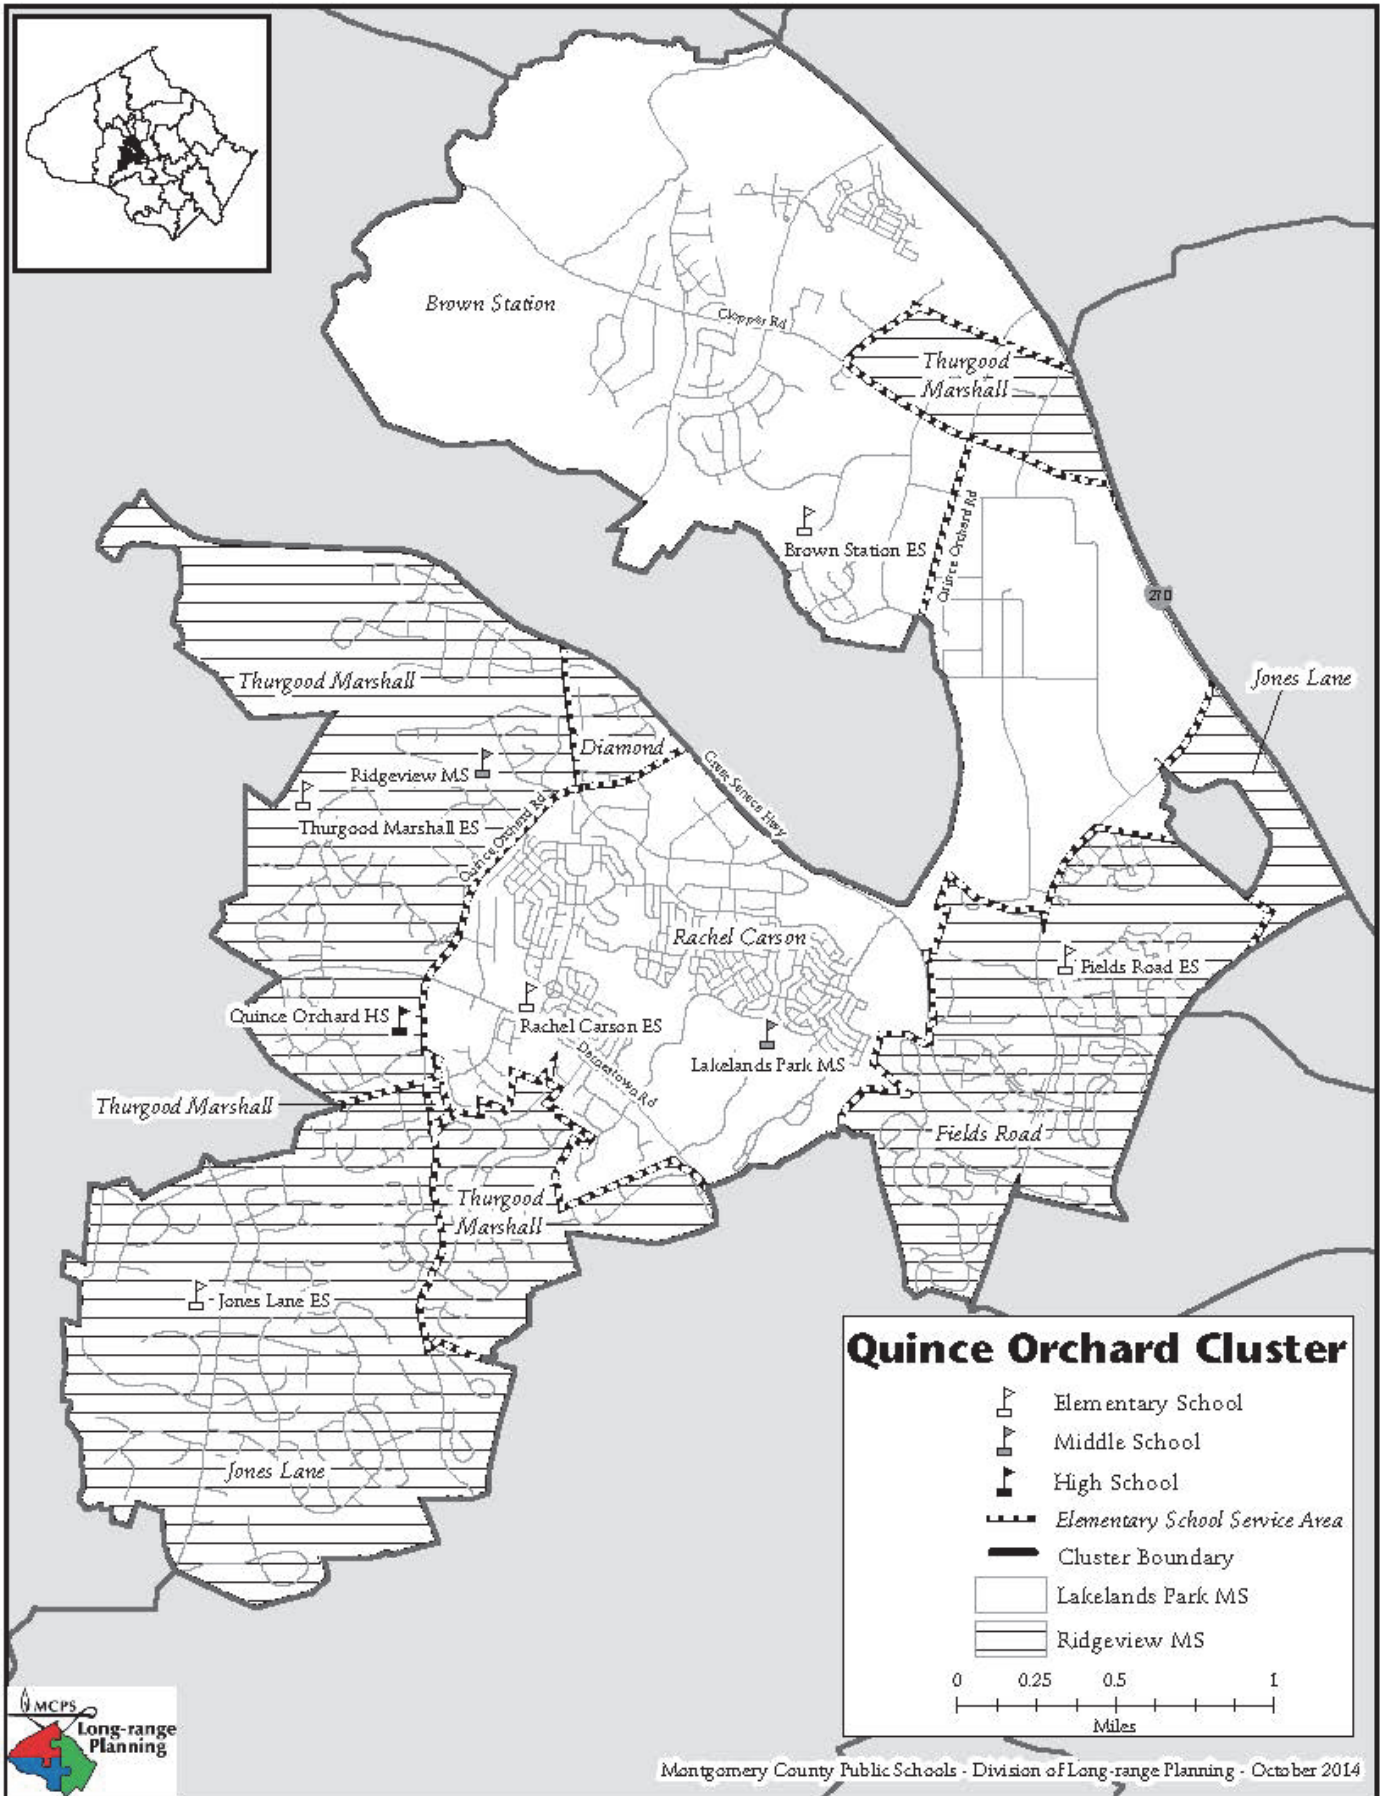 Brown Station
Clopper Rd
Thurgood
Marshall
Quince Orchard Rd
Brown Station ES
270
Jones Lane
Thurgood Marshall
Diamond
Great Seneca Hwy
Ridgeview MS
Thurgood Marshall ES
Quince Orchard Rd
Rachel Carson
Fields Road ES
Quince Orchard HS
Rachel Carson ES
Lakelands Park MS
Darnestown Rd
Thurgood Marshall
Fields Road
Thurgood
Marshall
Jones Lane ES
Jones Lane
Quince Orchard Cluster
Elementary School
Middle School
High School
Elementary School Service Area
Cluster Boundary
Lakelands Park MS
Ridgeview MS
0 0.25 0.5 1
Miles
MCPS
Long-range
Planning
Montgomery County Public Schools - Division of Long-range Planning - October 2014